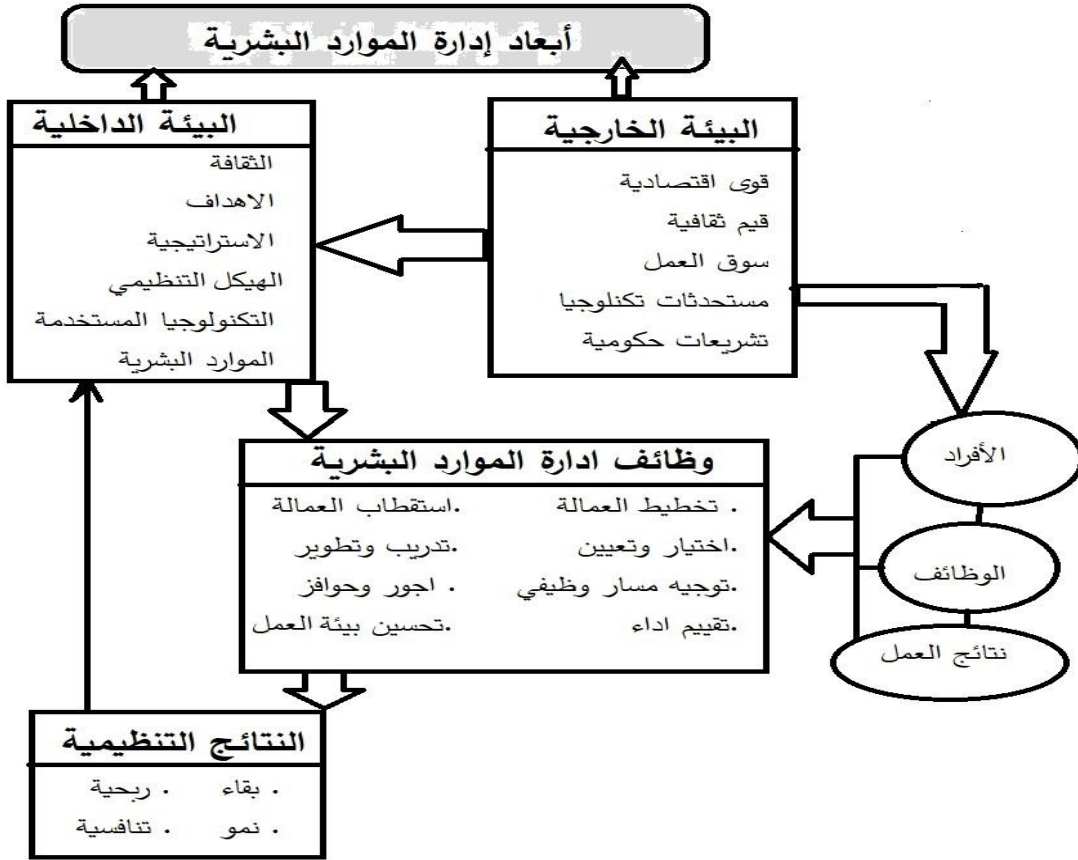 أبعاد إدارة الموارد البشرية
البيئة الخارجية
قوى اقتصادية
قيم ثقافية
سوق العمل
مستحدثات تكنلوجيا
تشريعات حكومية
البيئة الداخلية
الثقافة
الاهداف
الاستراتيجية
الهيكل التنظيمي
التكنولوجيا المستخدمة
الموارد البشرية
الأفراد
الوظائف
نتائج العمل
وظائف ادارة الموارد البشرية
. تخطيط العمالة .استقطاب العمالة
.اختيار وتعيين .تدريب وتطوير
.توجيه مسار وظيفي . اجور وحوافز
.تقييم اداء .تحسين بيئة العمل
النتائج التنظيمية
. بقاء . ربحية
. نمو . تنافسية